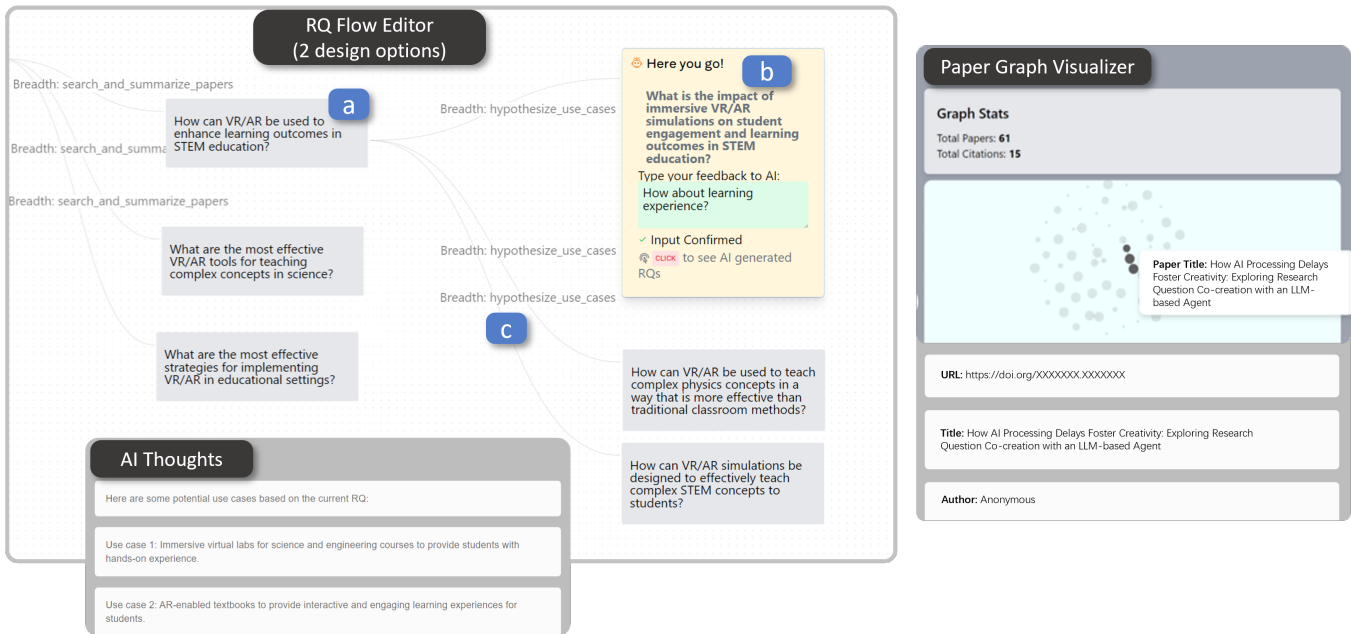 RQ Flow Editor
(2 design options)
Breadth: search_and_summarize_papers
a
How can VR/AR be used to
enhance learning outcomes in
STEM education?
Breadth: search_and_summa
Breadth: search_and_summarize_papers
What are the most effective
VR/AR tools for teaching
complex concepts in science?
What are the most effective
strategies for implementing
VR/AR in educational settings?
Breadth: hypothesize_use_cases
Breadth: hypothesize_use_cases
Breadth: hypothesize_use_cases
c
Here you go!
b
What is the impact of
immersive VR/AR
simulations on student
engagement and learning
outcomes in STEM
education?
Type your feedback to AI:
How about learning
experience?
Input Confirmed
CLICK to see AI generated
RQs
How can VR/AR be used to teach
complex physics concepts in a
way that is more effective than
traditional classroom methods?
How can VR/AR simulations be
designed to effectively teach
complex STEM concepts to
students?
AI Thoughts
Here are some potential use cases based on the current RQ:
Use case 1: Immersive virtual labs for science and engineering courses to provide students with
hands-on experience.
Use case 2: AR-enabled textbooks to provide interactive and engaging learning experiences for
students.
Paper Graph Visualizer
Graph Stats
Total Papers: 61
Total Citations: 15
Paper Title: How AI Processing Delays
Foster Creativity: Exploring Research
Question Co-creation with an LLM-
based Agent
URL: https://doi.org/XXXXXXX.XXXXXXX
Title: How AI Processing Delays Foster Creativity: Exploring Research
Question Co-creation with an LLM-based Agent
Author: Anonymous